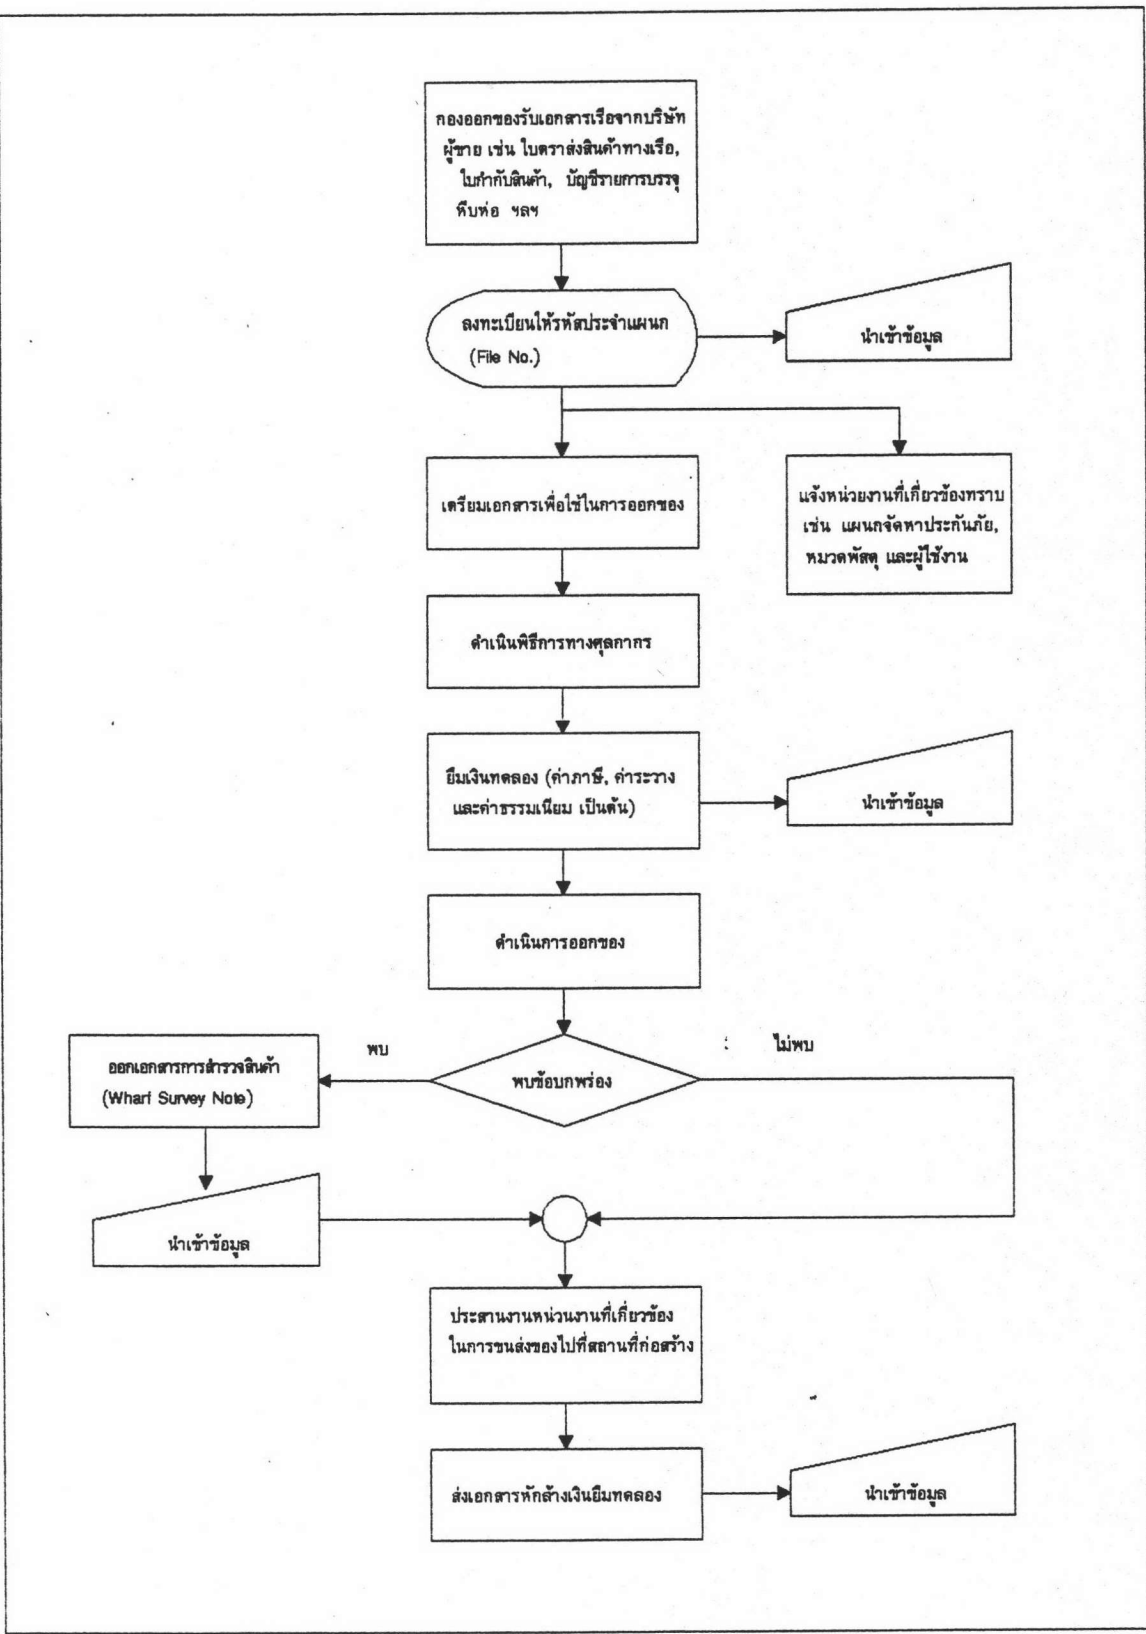 กองออกของรับเอกสารเรือจากบริษัท
ผู้ขาย เช่น ใบตราส่งสินค้าทางเรือ,
ใบกำกับสินค้า, บัญชีรายการบรรจุ
หีบห่อ ฯลฯ
ลงทะเบียนให้รหัสประจำแผนก
(File No.)
นำเข้าข้อมูล
เตรียมเอกสารเพื่อใช้ในการออกของ
แจ้งหน่วยงานที่เกี่ยวข้องทราบ
เช่น แผนกจัดหาประกันภัย,
หมวดพัสดุ และผู้ใช้งาน
ดำเนินพิธีการทางศุลกากร
ยืมเงินทดลอง (ค่าภาษี, ค่าระวาง
และค่าธรรมเนียม เป็นต้น)
นำเข้าข้อมูล
ดำเนินการออกของ
พบข้อบกพร่อง
พบ
ไม่พบ
ออกเอกสารการสำรวจสินค้า
(Wharf Survey Note)
นำเข้าข้อมูล
ประสานงานหน่วนงานที่เกี่ยวข้อง
ในการขนส่งของไปที่สถานที่ก่อสร้าง
ส่งเอกสารหักล้างเงินยืมทดลอง
นำเข้าข้อมูล